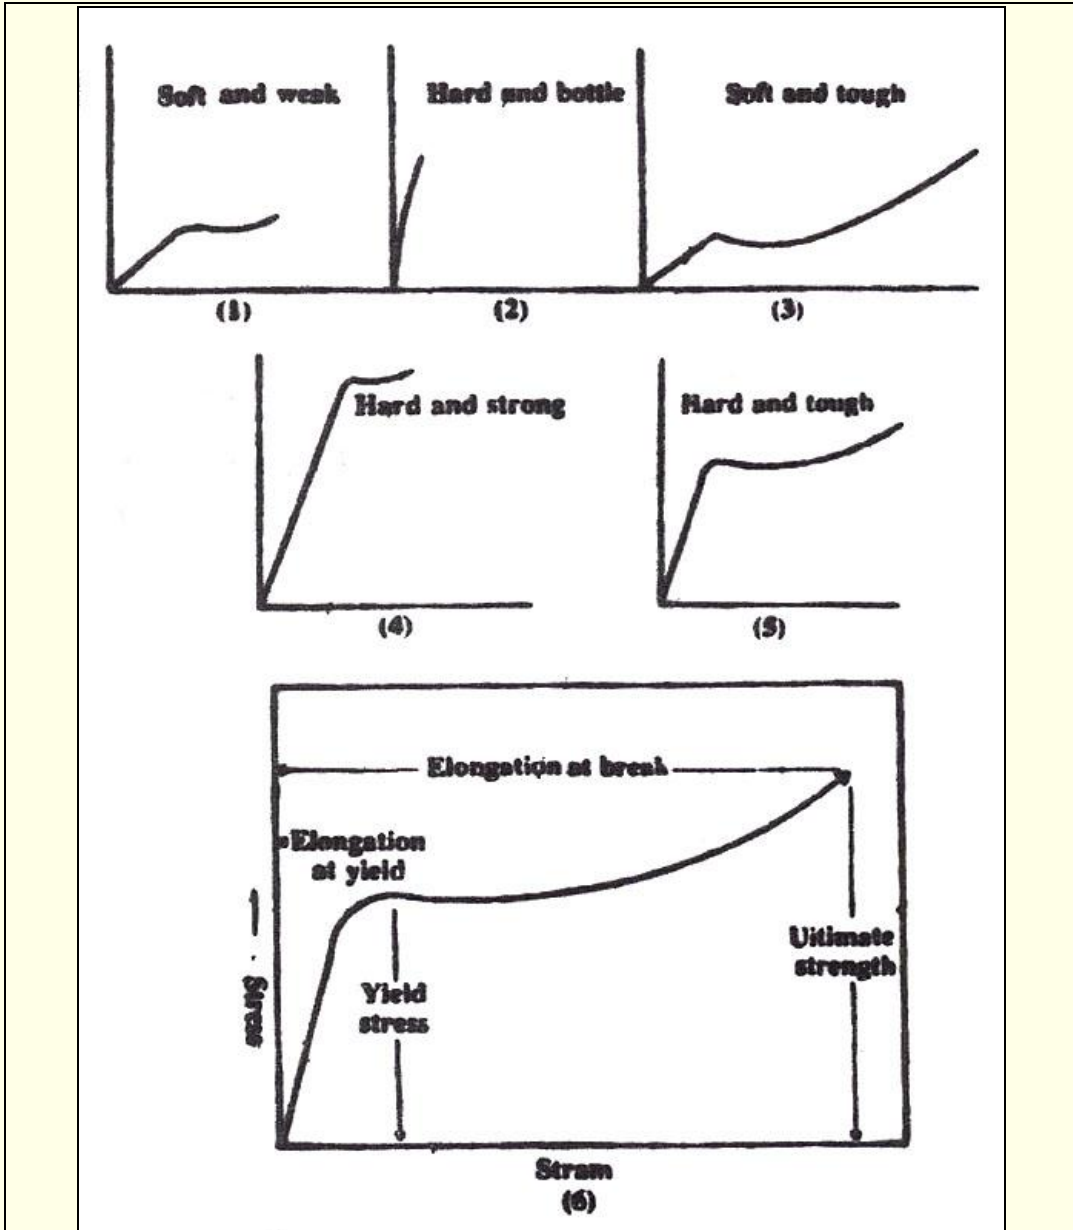 Soft and weak
Hard and bottle
Soft and tough
(1)
(2)
(3)
Hard and strong
Hard and tough
(4)
(5)
Elongation at break
Elongation
at yield
Uitimate
strength
Yield
stress
Stress
Stram
(6)